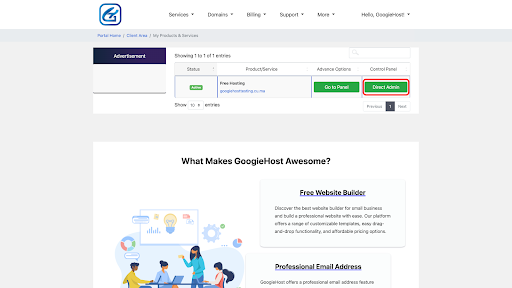 Services Domains Billing Support More Hello, GoogieHost!
Portal Home / Client Area / My Products & Services
Advertisement
Showing 1 to 1 of 1 entries
Status Product/Service Advance Options Control Panel
Active Free Hosting Go to Panel Direct Admin
Show 10 entries
Previous 1 Next
What Makes GoogieHost Awesome?
Free Website Builder
Discover the best website builder for small business
and build a professional website with ease. Our platform
offers a range of customizable templates, easy drag-
and-drop functionality, and affordable pricing options.
Professional Email Address
GoogieHost offers a professional email address feature